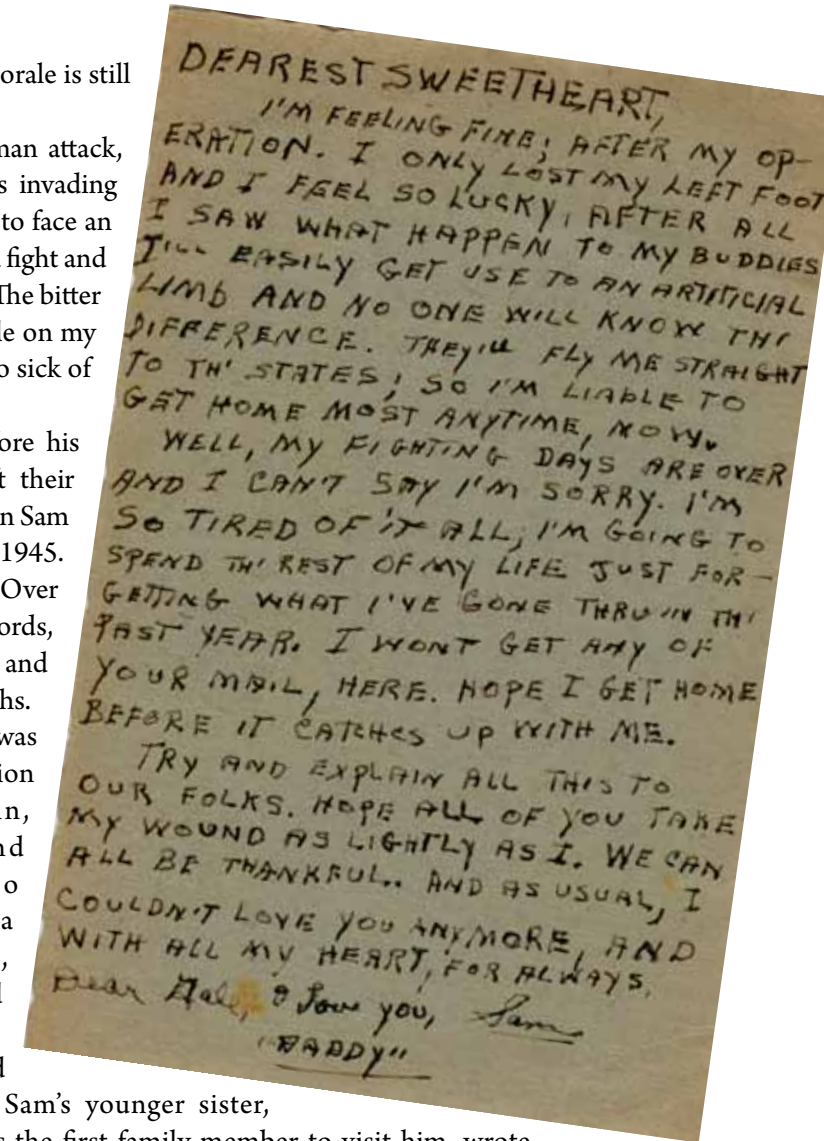 orale is still
man attack,
s invading
to face an
fight and
The bitter
le on my
o sick of
ore his
t their
n Sam
1945.
Over
ords,
and
hs.
was
ion
n,
nd
o
a
,
l
d
Sam's younger sister,
s the first family member to visit him, wrote
DEAREST SWEETHEART,
I'M FEELING FINE; AFTER MY OP-
ERATION. I ONLY LOST MY LEFT FOOT
AND I FEEL SO LUCKY, AFTER ALL
I SAW WHAT HAPPEN TO MY BUDDIES
I'LL EASILY GET USE TO AN ARTIFICIAL
LIMB AND NO ONE WILL KNOW TH'
DIFFERENCE. THEY'LL FLY ME STRAIGHT
TO TH' STATES; SO I'M LIABLE TO
GET HOME MOST ANYTIME, NOW.
WELL, MY FIGHTING DAYS ARE OVER
AND I CAN'T SAY I'M SORRY. I'M
SO TIRED OF IT ALL, I'M GOING TO
SPEND TH' REST OF MY LIFE JUST FOR-
GETTING WHAT I'VE GONE THRU IN TH'
PAST YEAR. I WONT GET ANY OF
YOUR MAIL, HERE. HOPE I GET HOME
BEFORE IT CATCHES UP WITH ME.
TRY AND EXPLAIN ALL THIS TO
OUR FOLKS. HOPE ALL OF YOU TAKE
MY WOUND AS LIGHTLY AS I. WE CAN
ALL BE THANKFUL.. AND AS USUAL, I
COULDN'T LOVE YOU ANYMORE, AND
WITH ALL MY HEART, FOR ALWAYS,
Dear Gale, I Love you, Sam
"DADDY"